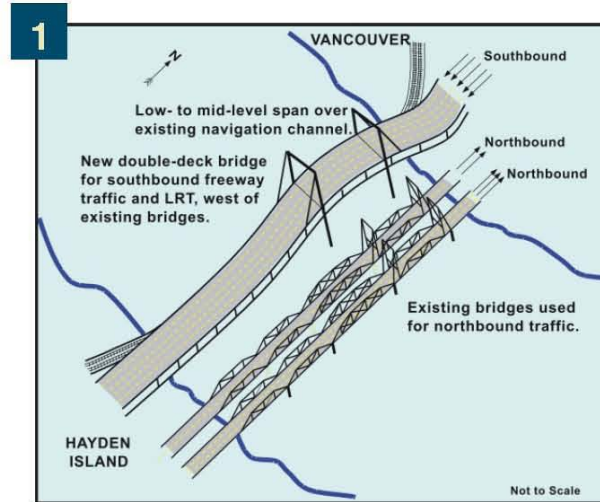 1
VANCOUVER
N
Southbound
Low- to mid-level span over
existing navigation channel.
Northbound
Northbound
New double-deck bridge
for southbound freeway
traffic and LRT, west of
existing bridges.
Existing bridges used
for northbound traffic.
HAYDEN
ISLAND
Not to Scale